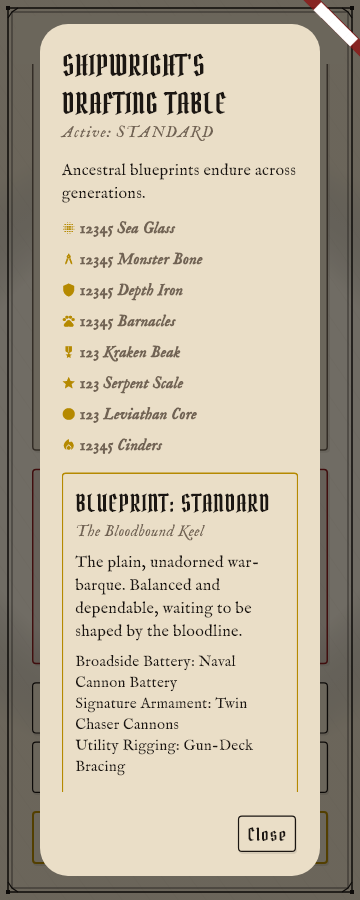 SHIPWRIGHT'S
DRAFTING TABLE
Active: STANDARD
Ancestral blueprints endure across
generations.
12345 Sea Glass
12345 Monster Bone
12345 Depth Iron
12345 Barnacles
123 Kraken Beak
123 Serpent Scale
123 Leviathan Core
12345 Cinders
BLUEPRINT: STANDARD
The Bloodbound Keel
The plain, unadorned war-
barque. Balanced and
dependable, waiting to be
shaped by the bloodline.
Broadside Battery: Naval
Cannon Battery
Signature Armament: Twin
Chaser Cannons
Utility Rigging: Gun-Deck
Bracing
Close